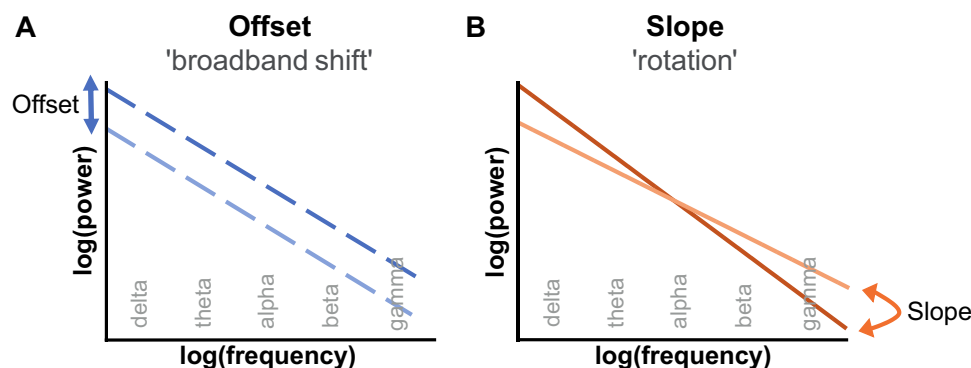 A
Offset
'broadband shift'
Offset
log(power)
delta
theta
alpha
beta
gamma
log(frequency)
B
Slope
'rotation'
log(power)
delta
theta
alpha
beta
gamma
Slope
log(frequency)